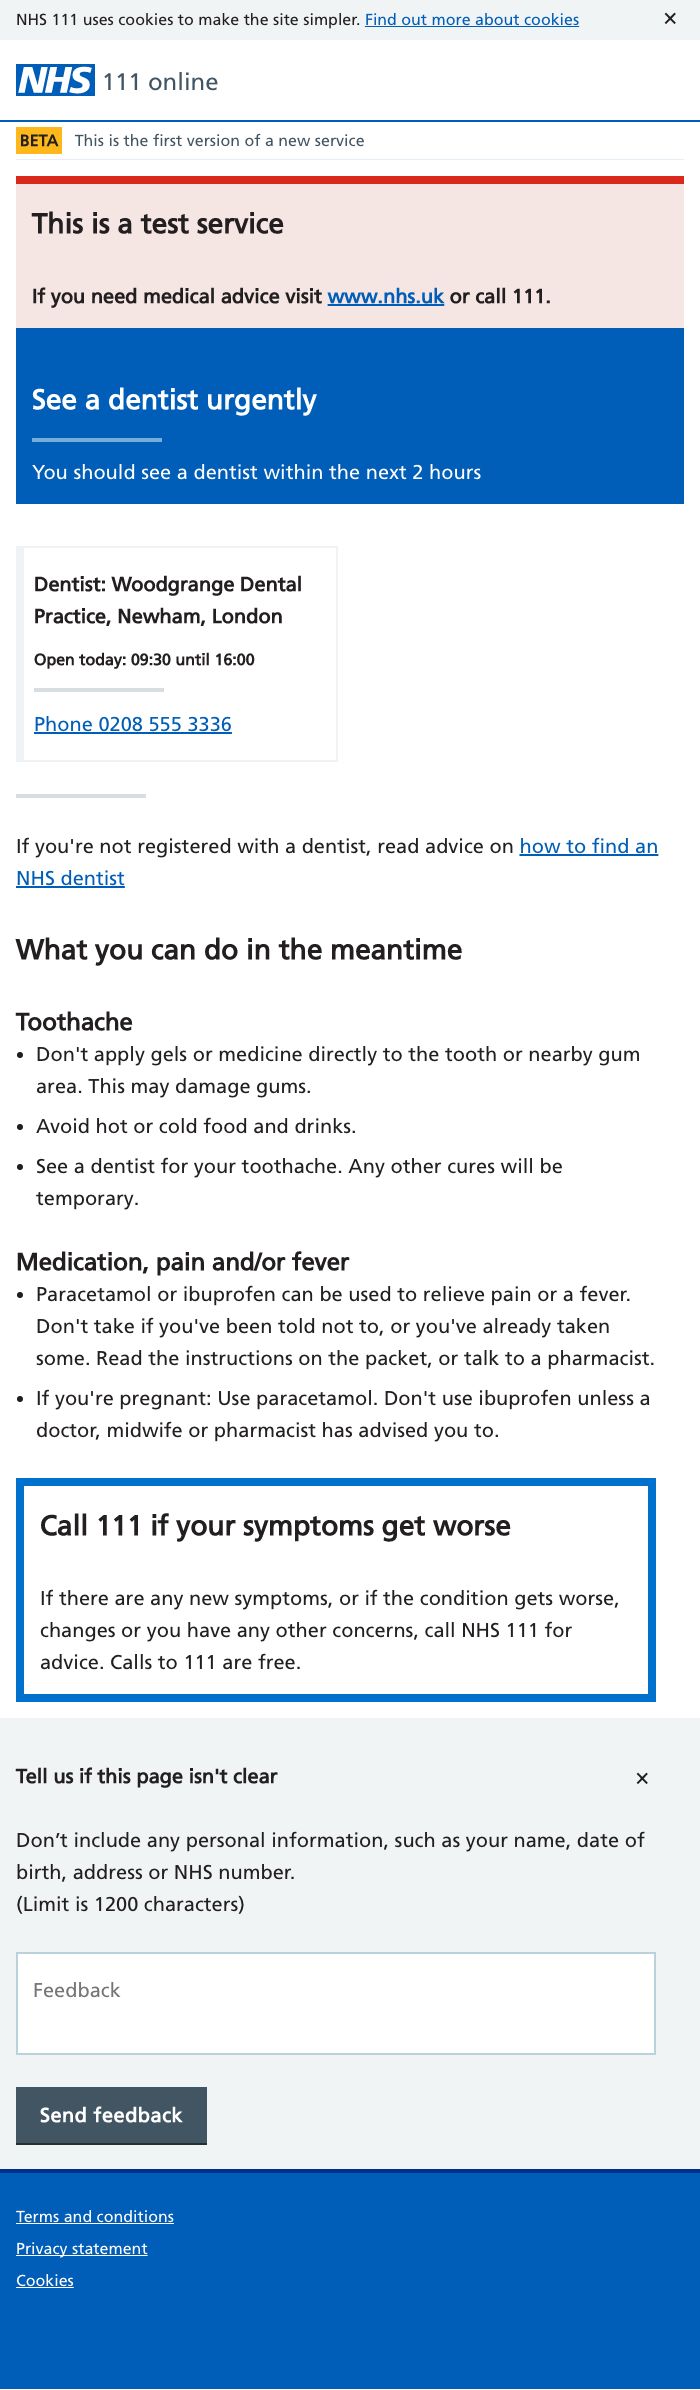 NHS 111 uses cookies to make the site simpler. Find out more about cookies ✕
NHS 111 online
BETA This is the first version of a new service
This is a test service
If you need medical advice visit www.nhs.uk or call 111.
See a dentist urgently
You should see a dentist within the next 2 hours
Dentist: Woodgrange Dental
Practice, Newham, London
Open today: 09:30 until 16:00
Phone 0208 555 3336
If you're not registered with a dentist, read advice on how to find an
NHS dentist
What you can do in the meantime
Toothache
• Don't apply gels or medicine directly to the tooth or nearby gum
area. This may damage gums.
• Avoid hot or cold food and drinks.
• See a dentist for your toothache. Any other cures will be
temporary.
Medication, pain and/or fever
• Paracetamol or ibuprofen can be used to relieve pain or a fever.
Don't take if you've been told not to, or you've already taken
some. Read the instructions on the packet, or talk to a pharmacist.
• If you're pregnant: Use paracetamol. Don't use ibuprofen unless a
doctor, midwife or pharmacist has advised you to.
Call 111 if your symptoms get worse
If there are any new symptoms, or if the condition gets worse,
changes or you have any other concerns, call NHS 111 for
advice. Calls to 111 are free.
Tell us if this page isn't clear ✕
Don’t include any personal information, such as your name, date of
birth, address or NHS number.
(Limit is 1200 characters)
Feedback
Send feedback
Terms and conditions
Privacy statement
Cookies